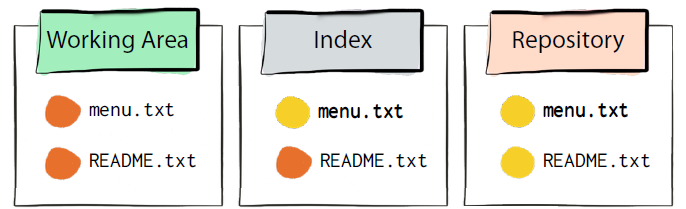 Working Area
menu.txt
README.txt
Index
menu.txt
README.txt
Repository
menu.txt
README.txt